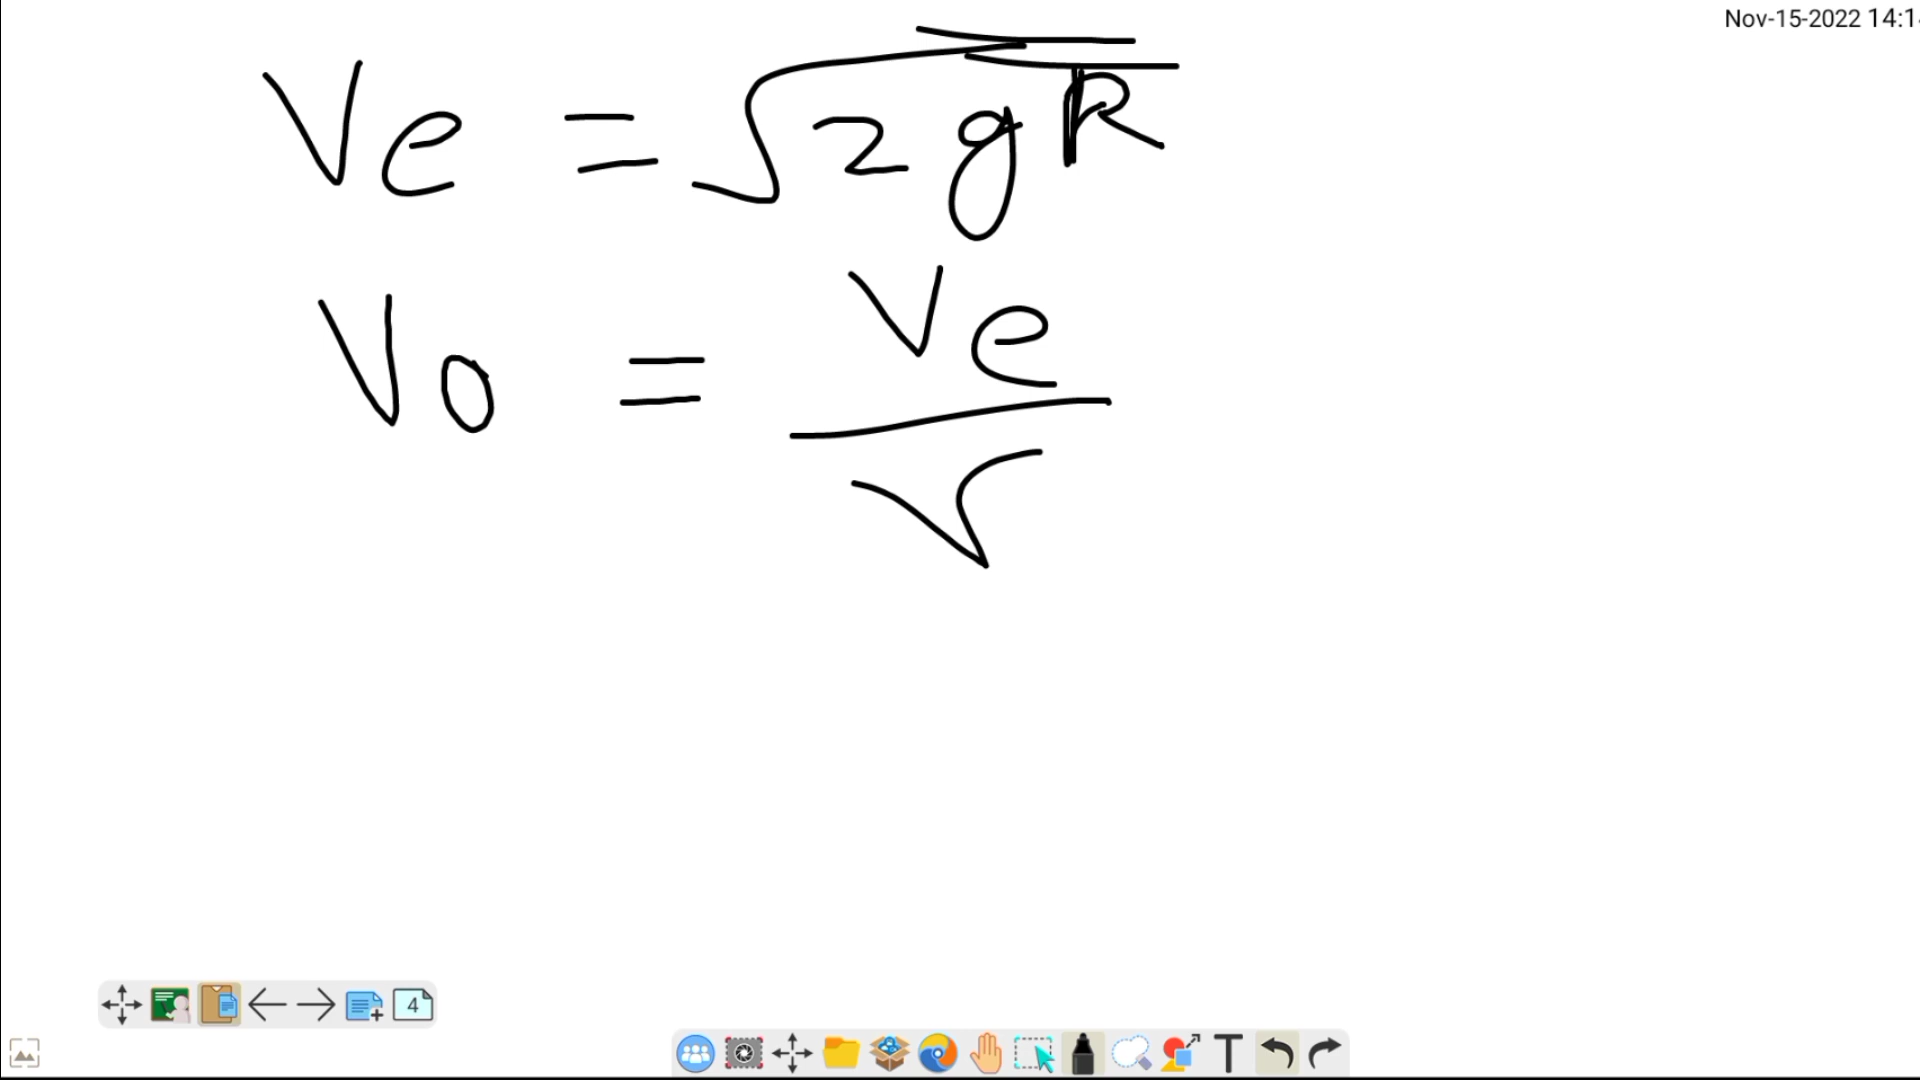 Nov-15-2022 14:1
Ve = √2gR
Vo = Ve/√
4
T